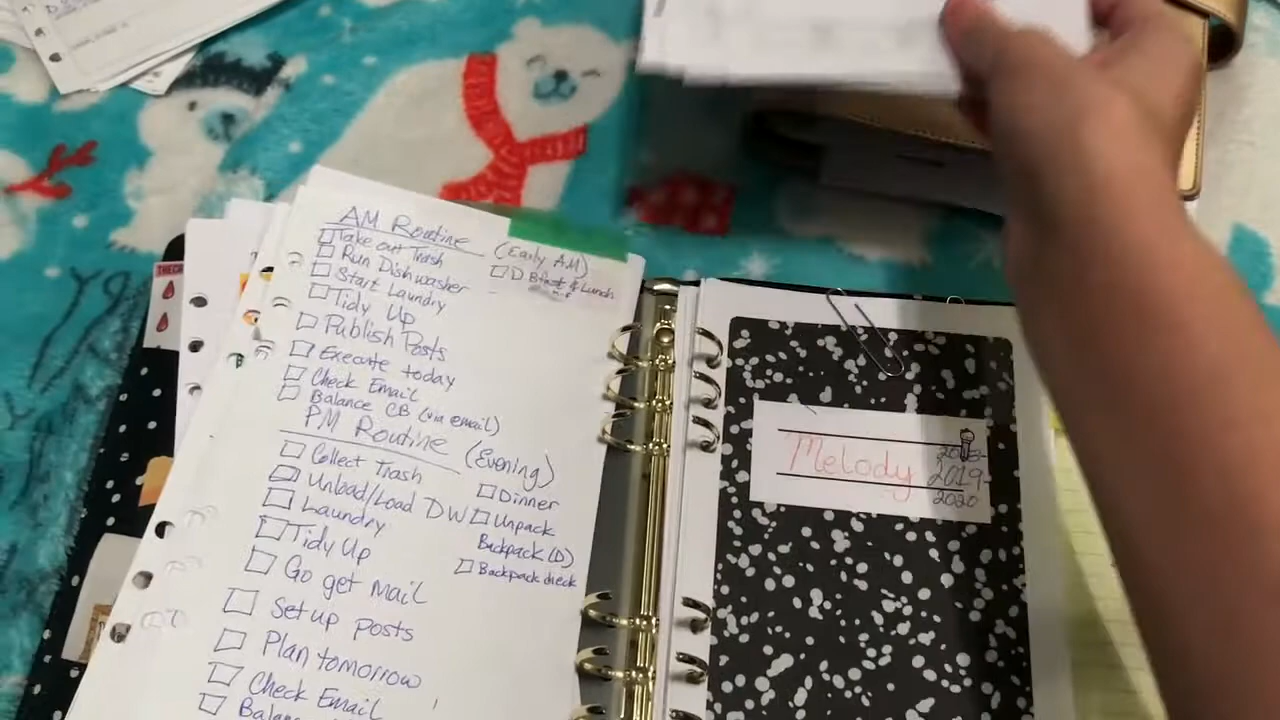 AM Routine (Early AM)
Take out Trash
Run Dishwasher
Start Laundry
Tidy Up
Publish Posts
Execute today
Check Email
Balance CB (via email)
D Bfast & Lunch
PM Routine (Evening)
Collect Trash
Unload/Load DW
Laundry
Tidy Up
Go get mail
Set up posts
Plan tomorrow
Check Email
Dinner
Unpack
Backpack (D)
Backpack check
Melody
2019-
2020